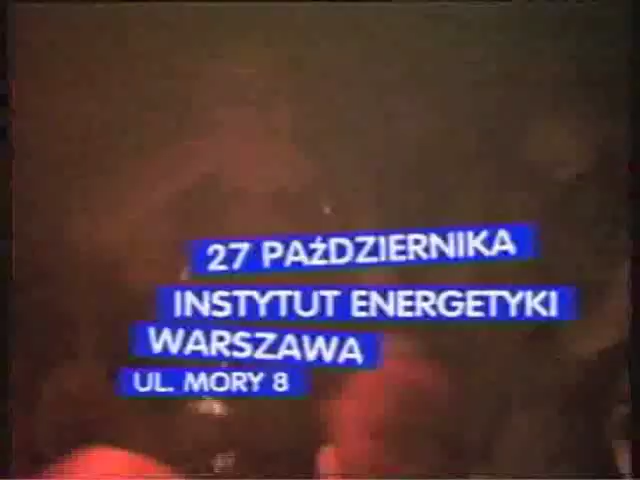 27 PAźDZIERNIKA
INSTYTUT ENERGETYKI
WARSZAWA
UL. MORY 8